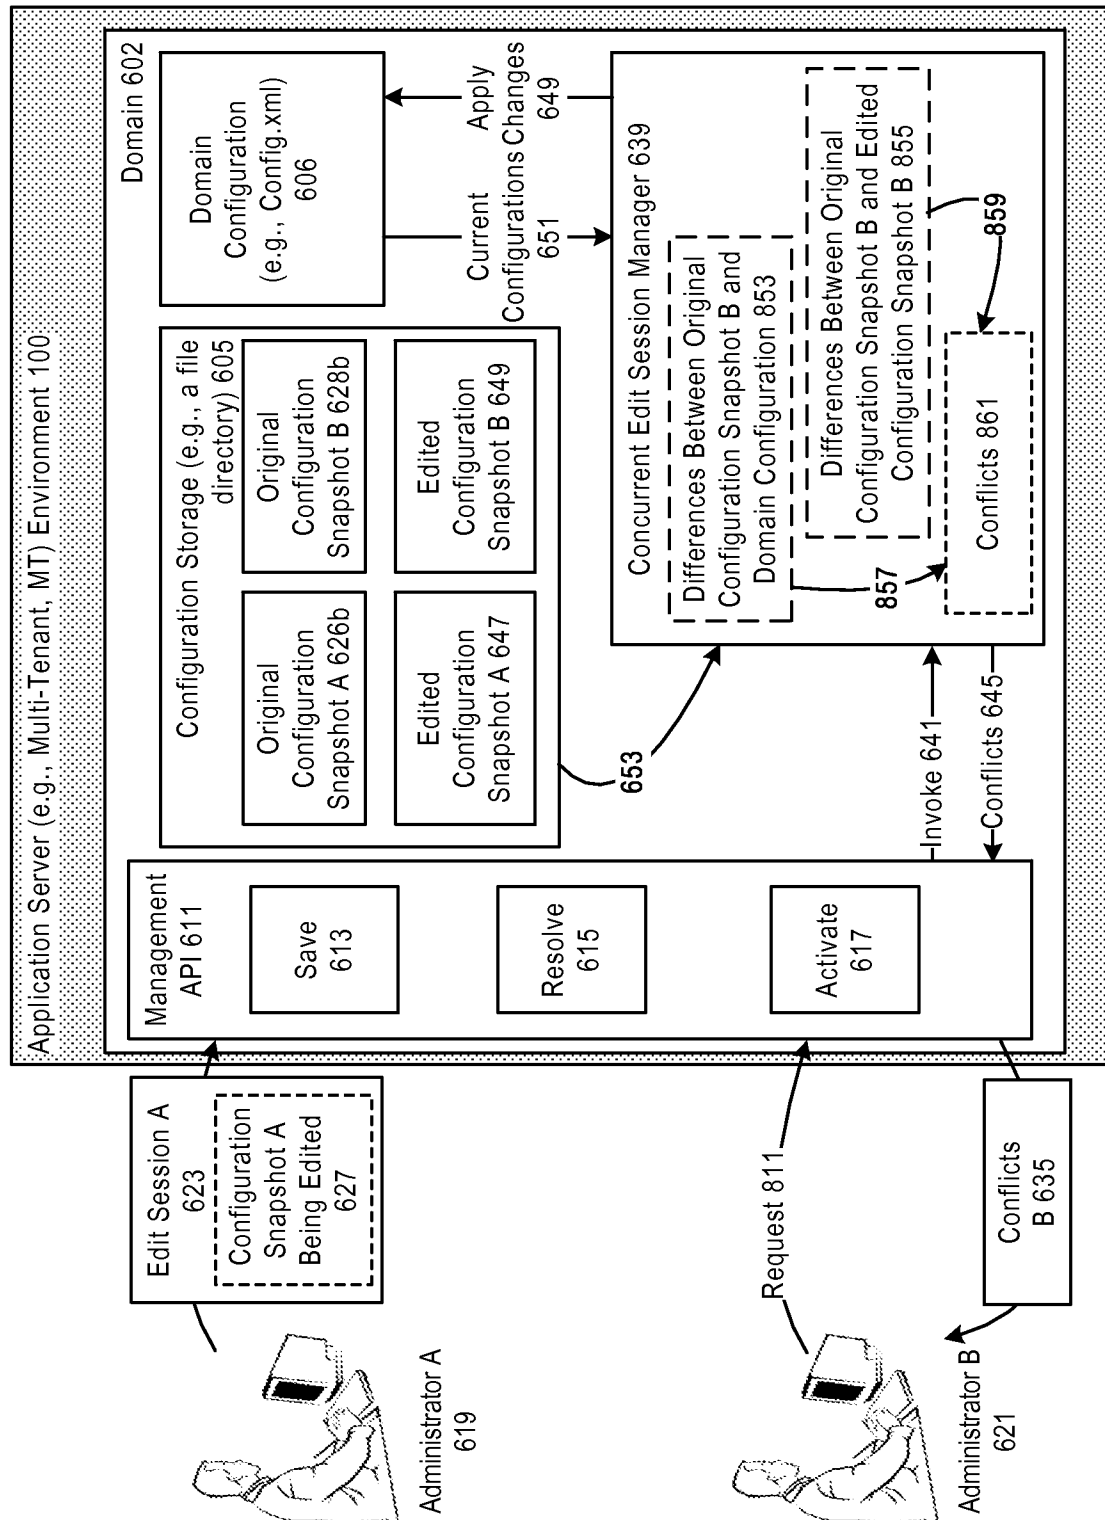 Application Server (e.g., Multi-Tenant, MT) Environment 100
Domain 602
Edit Session A
623
Configuration
Snapshot A
Being Edited
627
Administrator A
619
Management
API 611
Save
613
Resolve
615
Activate
617
Configuration Storage (e.g., a file
directory) 605
Original
Configuration
Snapshot A 626b
Original
Configuration
Snapshot B 628b
Edited
Configuration
Snapshot A 647
Edited
Configuration
Snapshot B 649
Domain
Configuration
(e.g., Config.xml)
606
Current
Configurations
651
Apply
Changes
649
653
Concurrent Edit Session Manager 639
Differences Between Original
Configuration Snapshot B and
Domain Configuration 853
Differences Between Original
Configuration Snapshot B and Edited
Configuration Snapshot B 855
857
859
Conflicts 861
Invoke 641
Conflicts 645
Request 811
Conflicts
B 635
Administrator B
621